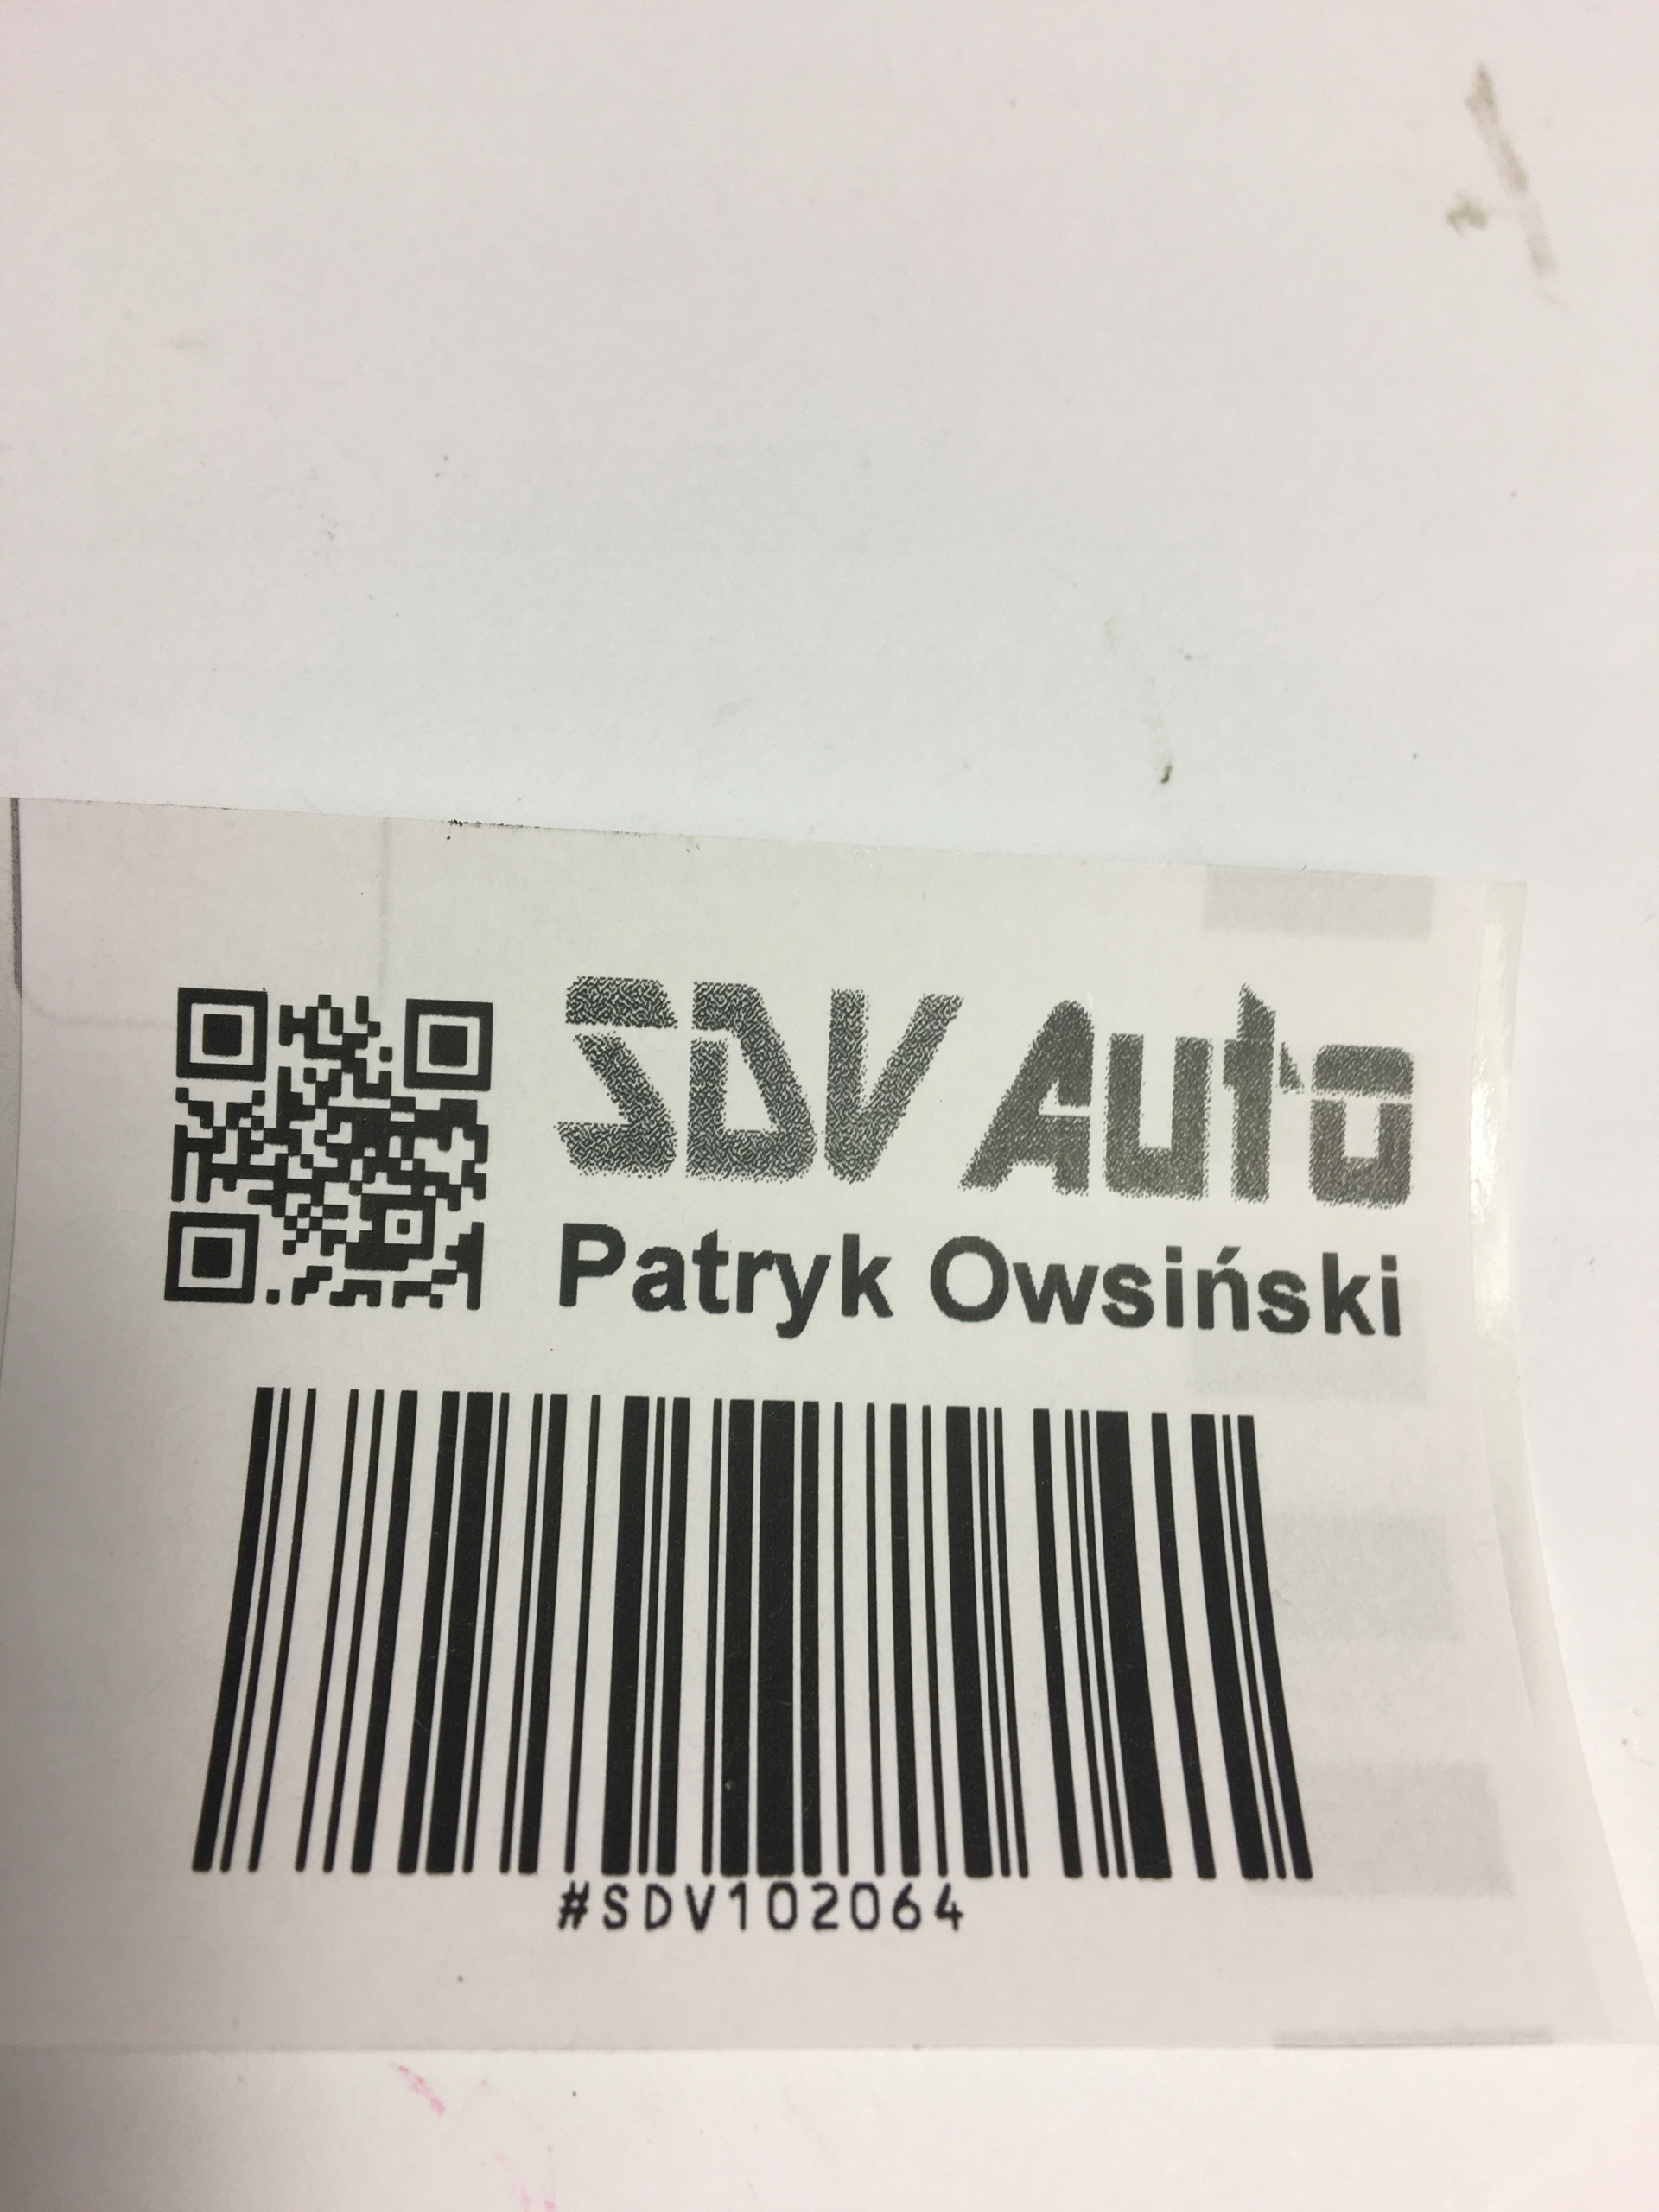 SDV Auto
Patryk Owsiński
#SDV102064